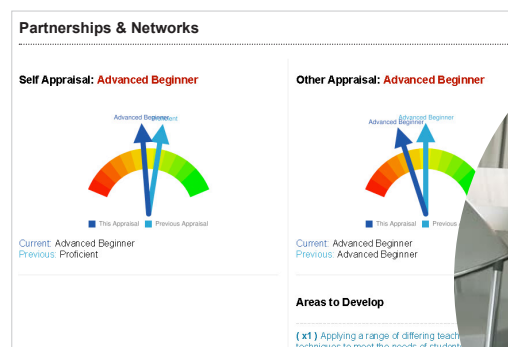 Partnerships & Networks
Self Appraisal: Advanced Beginner
Advanced Beginner
This Appraisal Previous Appraisal
Current: Advanced Beginner
Previous: Proficient
Other Appraisal: Advanced Beginner
Advanced Beginner
Advanced Beginner
This Appraisal Previous
Current: Advanced Beginner
Previous: Advanced Beginner
Areas to Develop
( x1 ) Applying a range of differing teach
techniques to meet the needs of student